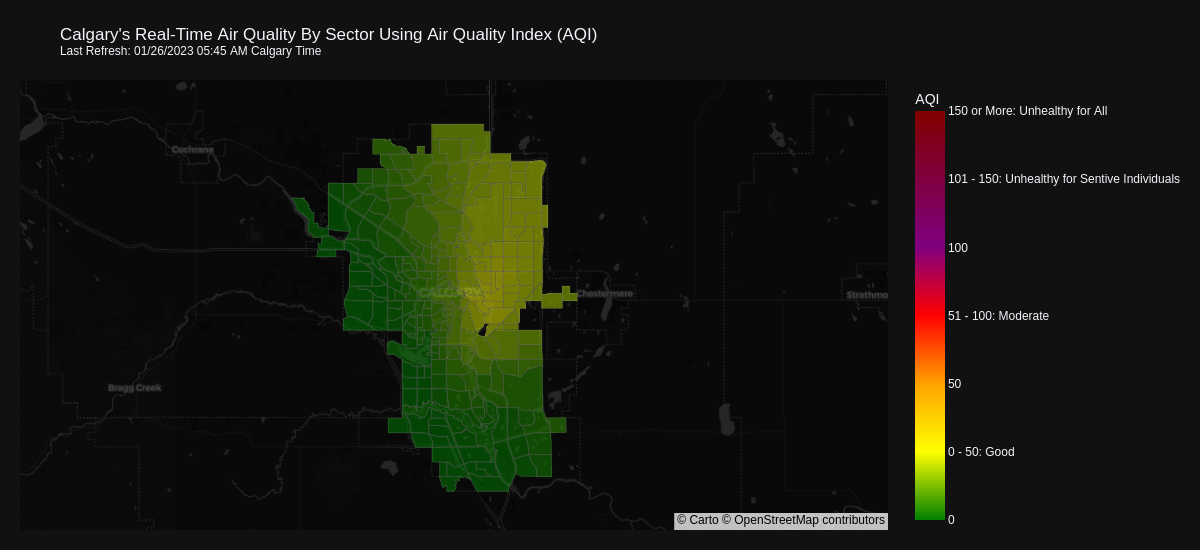 Calgary's Real-Time Air Quality By Sector Using Air Quality Index (AQI)
Last Refresh: 01/26/2023 05:45 AM Calgary Time
AQI
150 or More: Unhealthy for All
101 - 150: Unhealthy for Sentive Individuals
100
51 - 100: Moderate
50
0 - 50: Good
0
Cochrane
CALGARY
Chestermere
Strathmo
Bragg Creek
© Carto © OpenStreetMap contributors